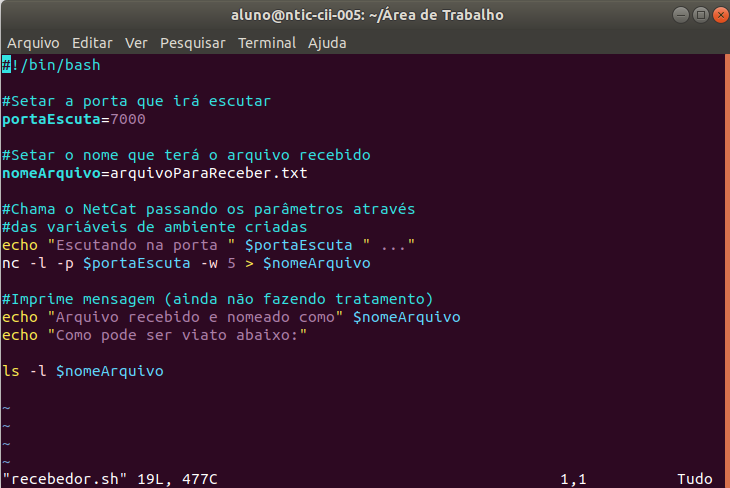 aluno@ntic-cii-005: ~/Área de Trabalho
Arquivo Editar Ver Pesquisar Terminal Ajuda
#!/bin/bash
#Setar a porta que irá escutar
portaEscuta=7000
#Setar o nome que terá o arquivo recebido
nomeArquivo=arquivoParaReceber.txt
#Chama o NetCat passando os parâmetros através
#das variáveis de ambiente criadas
echo "Escutando na porta " $portaEscuta " ..."
nc -l -p $portaEscuta -w 5 > $nomeArquivo
#Imprime mensagem (ainda não fazendo tratamento)
echo "Arquivo recebido e nomeado como" $nomeArquivo
echo "Como pode ser viato abaixo:"
ls -l $nomeArquivo
~
~
~
~
"recebedor.sh" 19L, 477C 1,1 Tudo